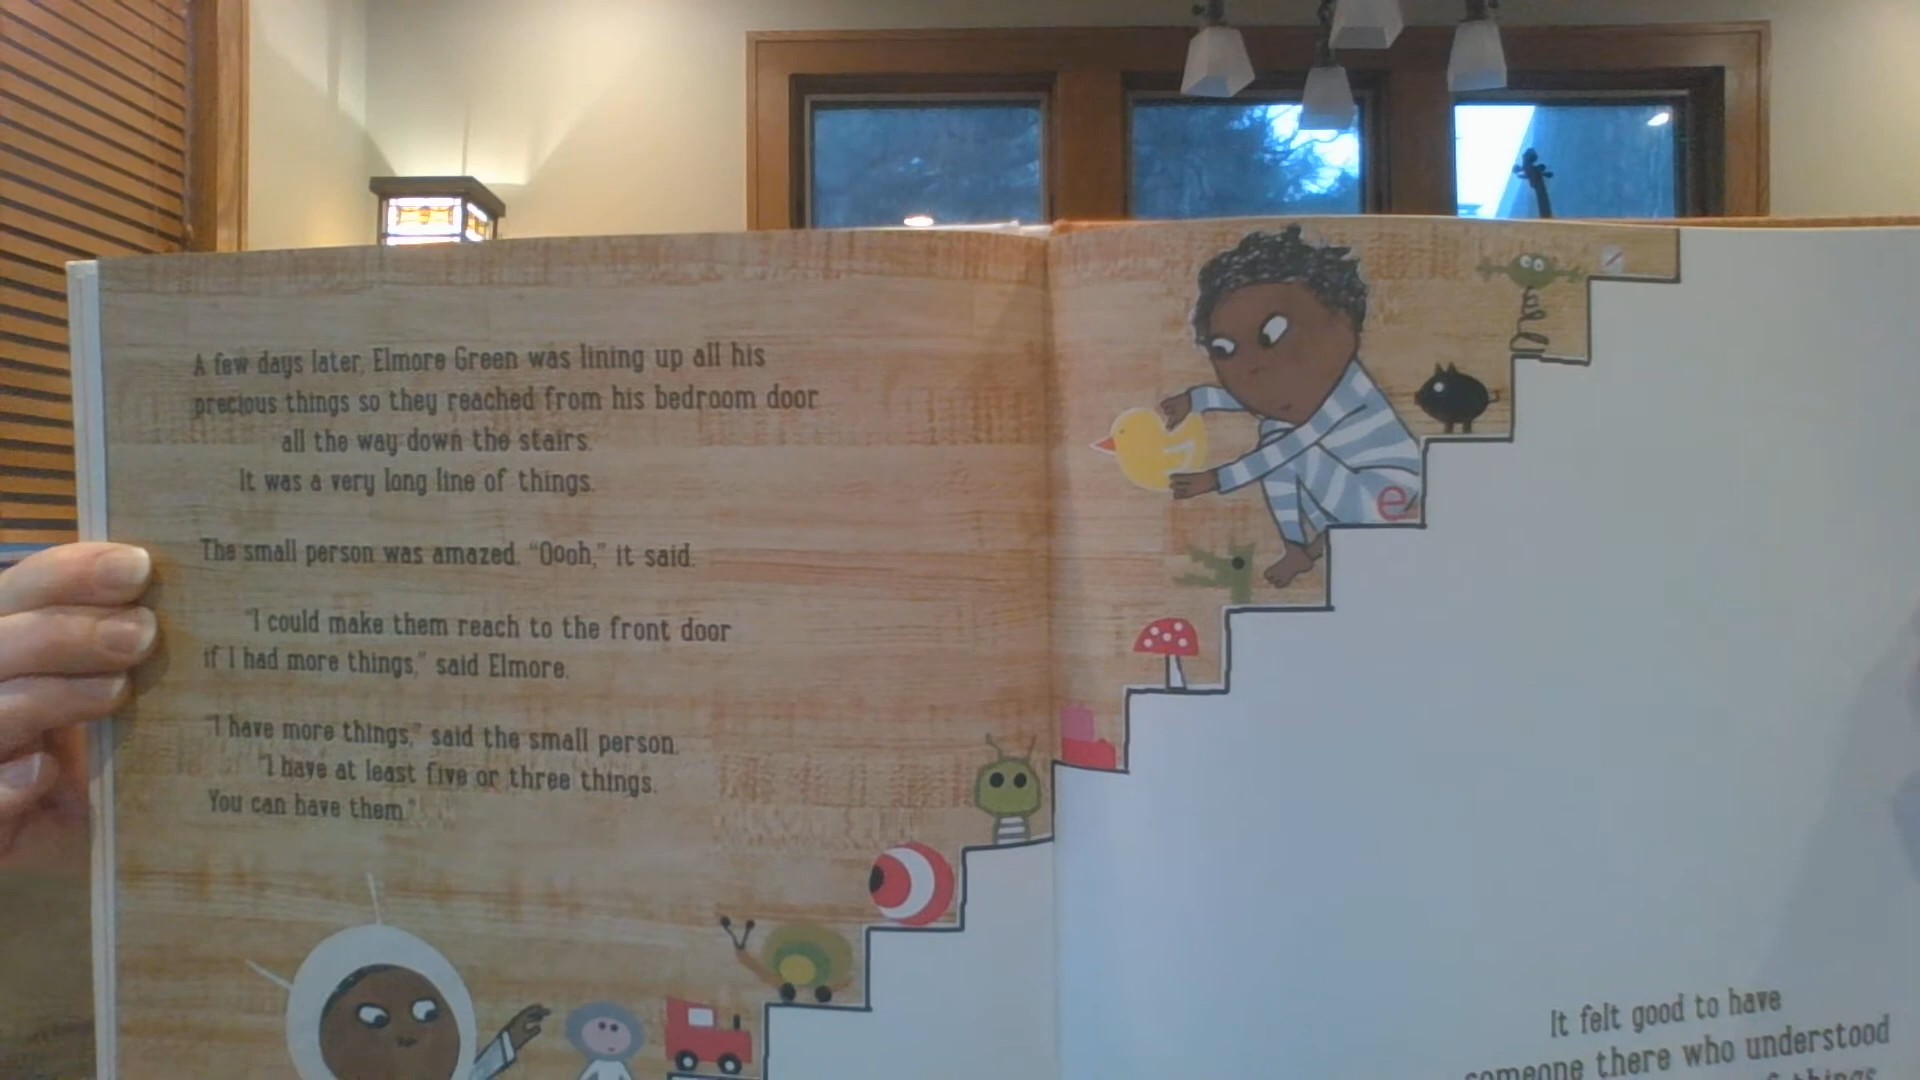 A few days later, Elmore Green was lining up all his
precious things so they reached from his bedroom door
all the way down the stairs.
It was a very long line of things.
The small person was amazed. “Oooh,” it said.
“I could make them reach to the front door
if I had more things,” said Elmore.
“I have more things,” said the small person.
“I have at least five or three things.
You can have them.”
e
It felt good to have
someone there who understood
things